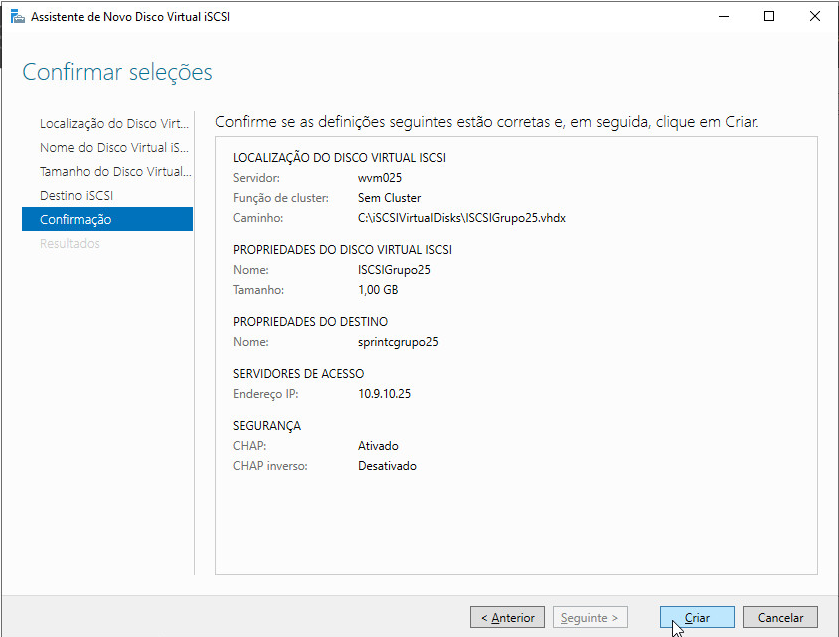 Assistente de Novo Disco Virtual iSCSI
Confirmar seleções
Localização do Disco Virt...
Nome do Disco Virtual iS...
Tamanho do Disco Virtual...
Destino iSCSI
Confirmação
Resultados
Confirme se as definições seguintes estão corretas e, em seguida, clique em Criar.
LOCALIZAÇÃO DO DISCO VIRTUAL ISCSI
Servidor: wvm025
Função de cluster: Sem Cluster
Caminho: C:\iSCSIVirtualDisks\ISCSIGrupo25.vhdx
PROPRIEDADES DO DISCO VIRTUAL ISCSI
Nome: ISCSIGrupo25
Tamanho: 1,00 GB
PROPRIEDADES DO DESTINO
Nome: sprintcgrupo25
SERVIDORES DE ACESSO
Endereço IP: 10.9.10.25
SEGURANÇA
CHAP: Ativado
CHAP inverso: Desativado
< Anterior Seguinte > Criar Cancelar